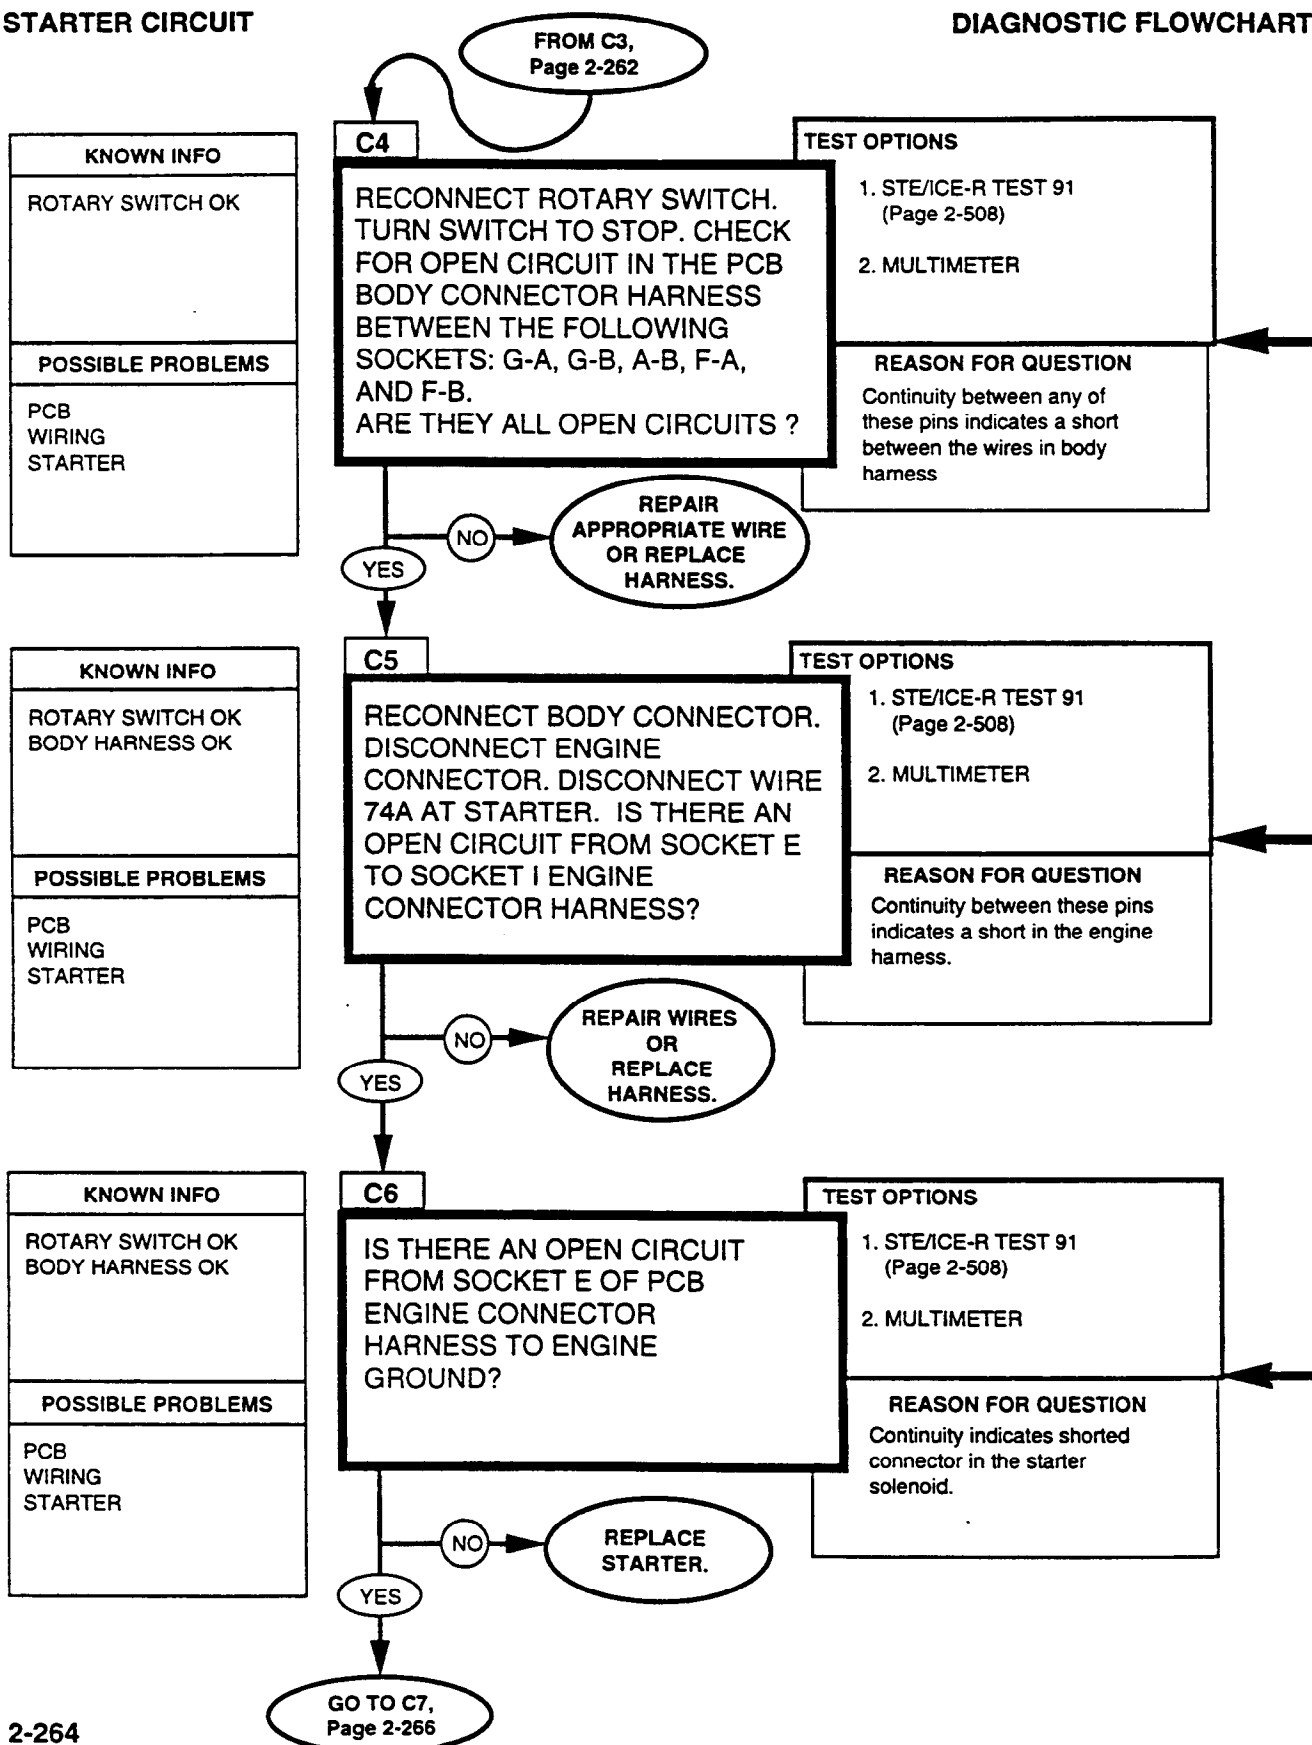 STARTER CIRCUIT
DIAGNOSTIC FLOWCHART
FROM C3,
Page 2-262
KNOWN INFO
ROTARY SWITCH OK
POSSIBLE PROBLEMS
PCB
WIRING
STARTER
C4
RECONNECT ROTARY SWITCH.
TURN SWITCH TO STOP. CHECK
FOR OPEN CIRCUIT IN THE PCB
BODY CONNECTOR HARNESS
BETWEEN THE FOLLOWING
SOCKETS: G-A, G-B, A-B, F-A,
AND F-B.
ARE THEY ALL OPEN CIRCUITS ?
TEST OPTIONS
1. STE/ICE-R TEST 91
(Page 2-508)
2. MULTIMETER
REASON FOR QUESTION
Continuity between any of
these pins indicates a short
between the wires in body
harness
NO
REPAIR
APPROPRIATE WIRE
OR REPLACE
HARNESS.
YES
KNOWN INFO
ROTARY SWITCH OK
BODY HARNESS OK
POSSIBLE PROBLEMS
PCB
WIRING
STARTER
C5
RECONNECT BODY CONNECTOR.
DISCONNECT ENGINE
CONNECTOR. DISCONNECT WIRE
74A AT STARTER. IS THERE AN
OPEN CIRCUIT FROM SOCKET E
TO SOCKET I ENGINE
CONNECTOR HARNESS?
TEST OPTIONS
1. STE/ICE-R TEST 91
(Page 2-508)
2. MULTIMETER
REASON FOR QUESTION
Continuity between these pins
indicates a short in the engine
harness.
NO
REPAIR WIRES
OR
REPLACE
HARNESS.
YES
KNOWN INFO
ROTARY SWITCH OK
BODY HARNESS OK
POSSIBLE PROBLEMS
PCB
WIRING
STARTER
C6
IS THERE AN OPEN CIRCUIT
FROM SOCKET E OF PCB
ENGINE CONNECTOR
HARNESS TO ENGINE
GROUND?
TEST OPTIONS
1. STE/ICE-R TEST 91
(Page 2-508)
2. MULTIMETER
REASON FOR QUESTION
Continuity indicates shorted
connector in the starter
solenoid.
NO
REPLACE
STARTER.
YES
GO TO C7,
Page 2-266
2-264